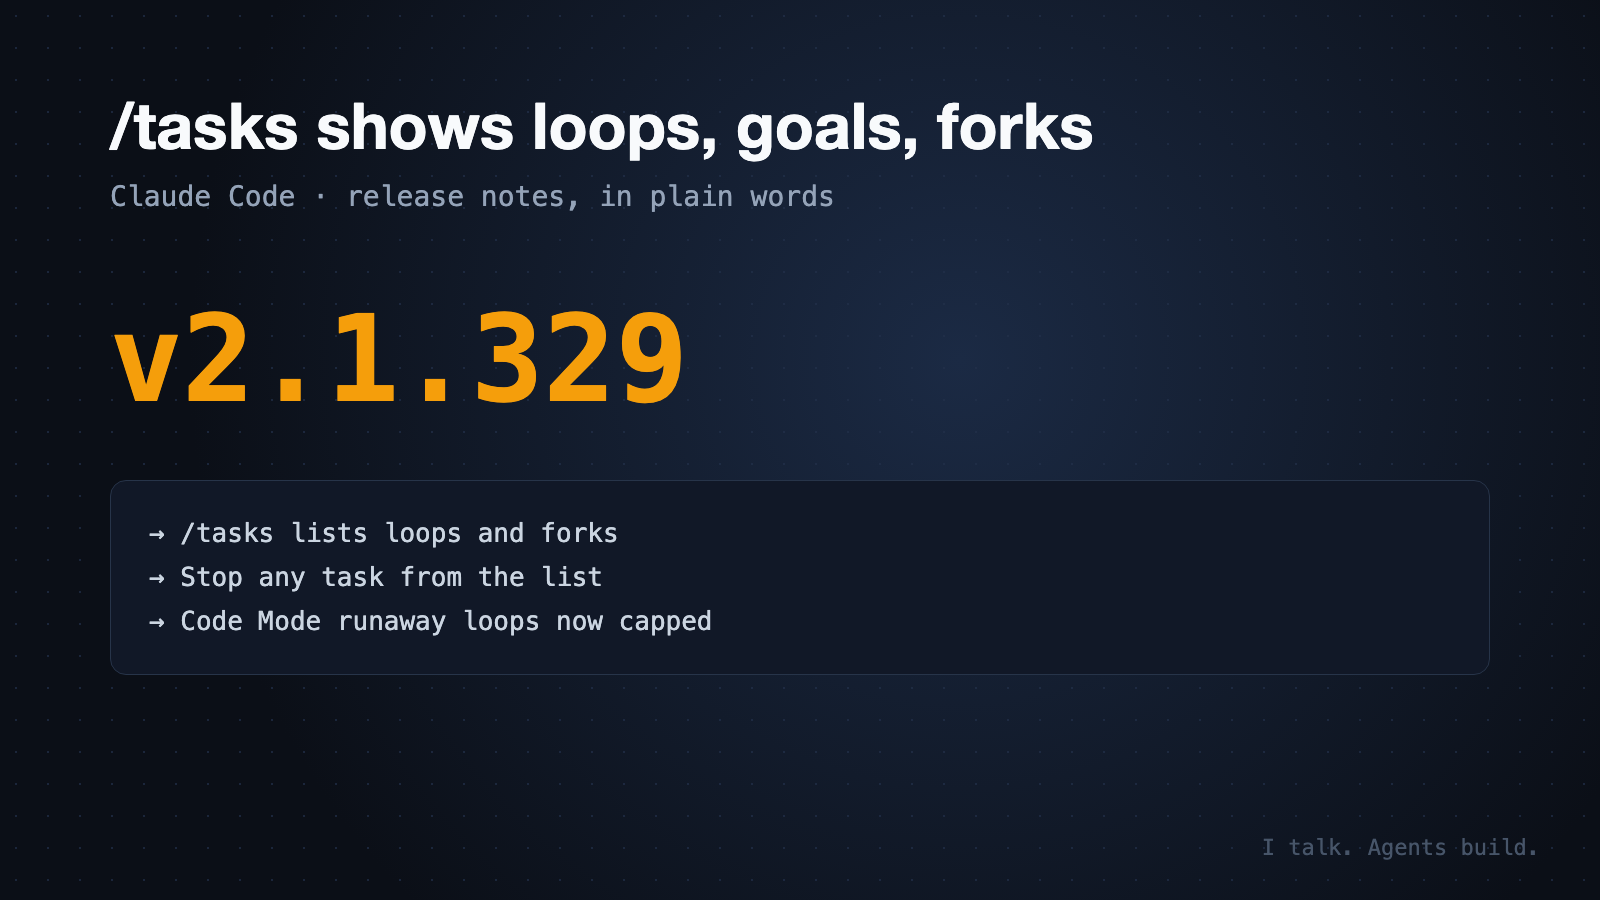 /tasks shows loops, goals, forks
Claude Code · release notes, in plain words
v2.1.329
→ /tasks lists loops and forks
→ Stop any task from the list
→ Code Mode runaway loops now capped
I talk. Agents build.